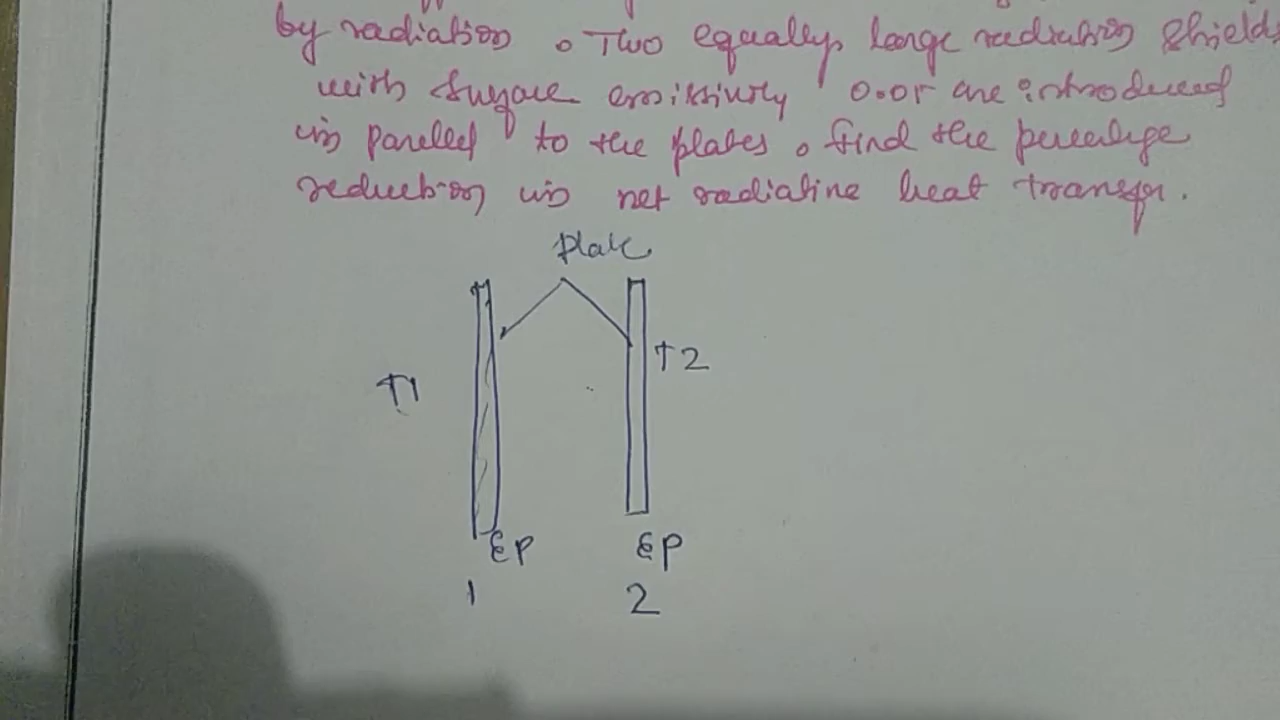 by radiation . Two equally large radiation shields
with surface emissivity 0.05 are introduced
in parallel to the plates . find the percentage
reduction in net radiative heat transfer .
plate
T1
T2
εP
εP
1
2